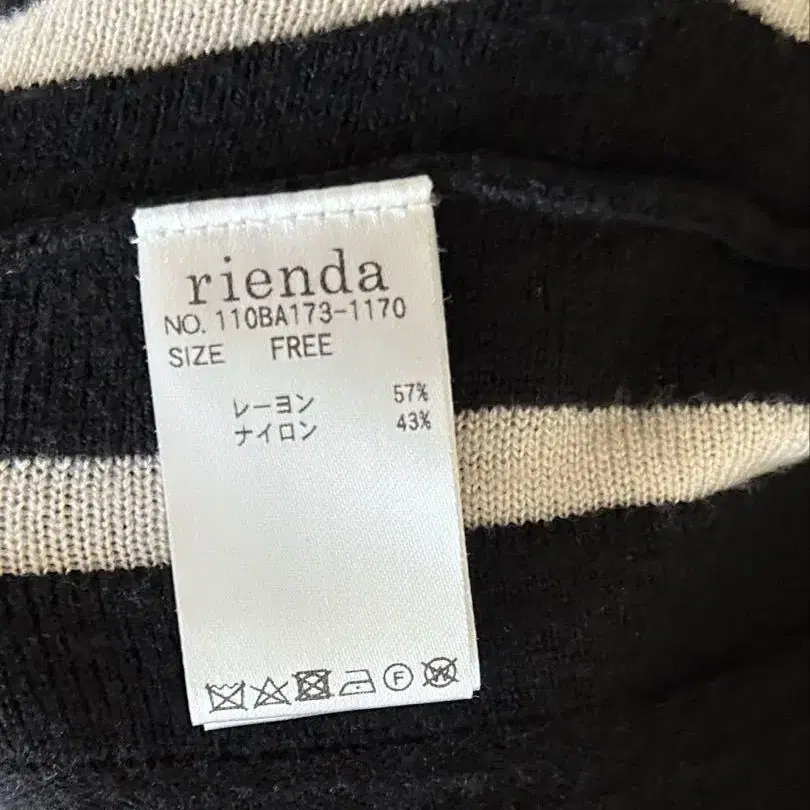 rienda
NO. 110BA173-1170
SIZE FREE
レーヨン 57%
ナイロン 43%
F W